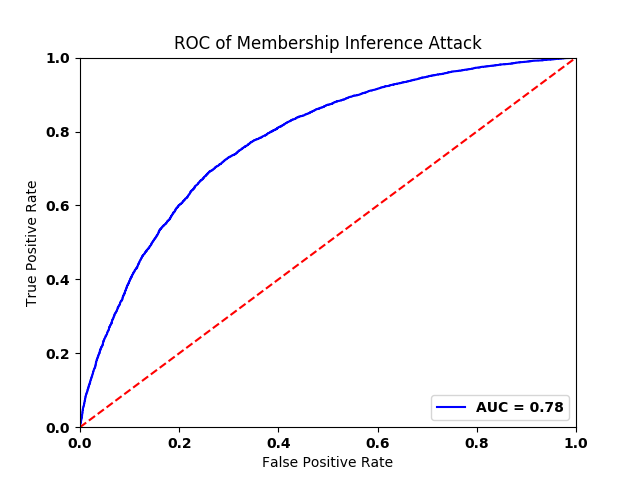 ROC of Membership Inference Attack
1.0
0.8
0.6
0.4
0.2
0.0
True Positive Rate
AUC = 0.78
0.0 0.2 0.4 0.6 0.8 1.0
False Positive Rate